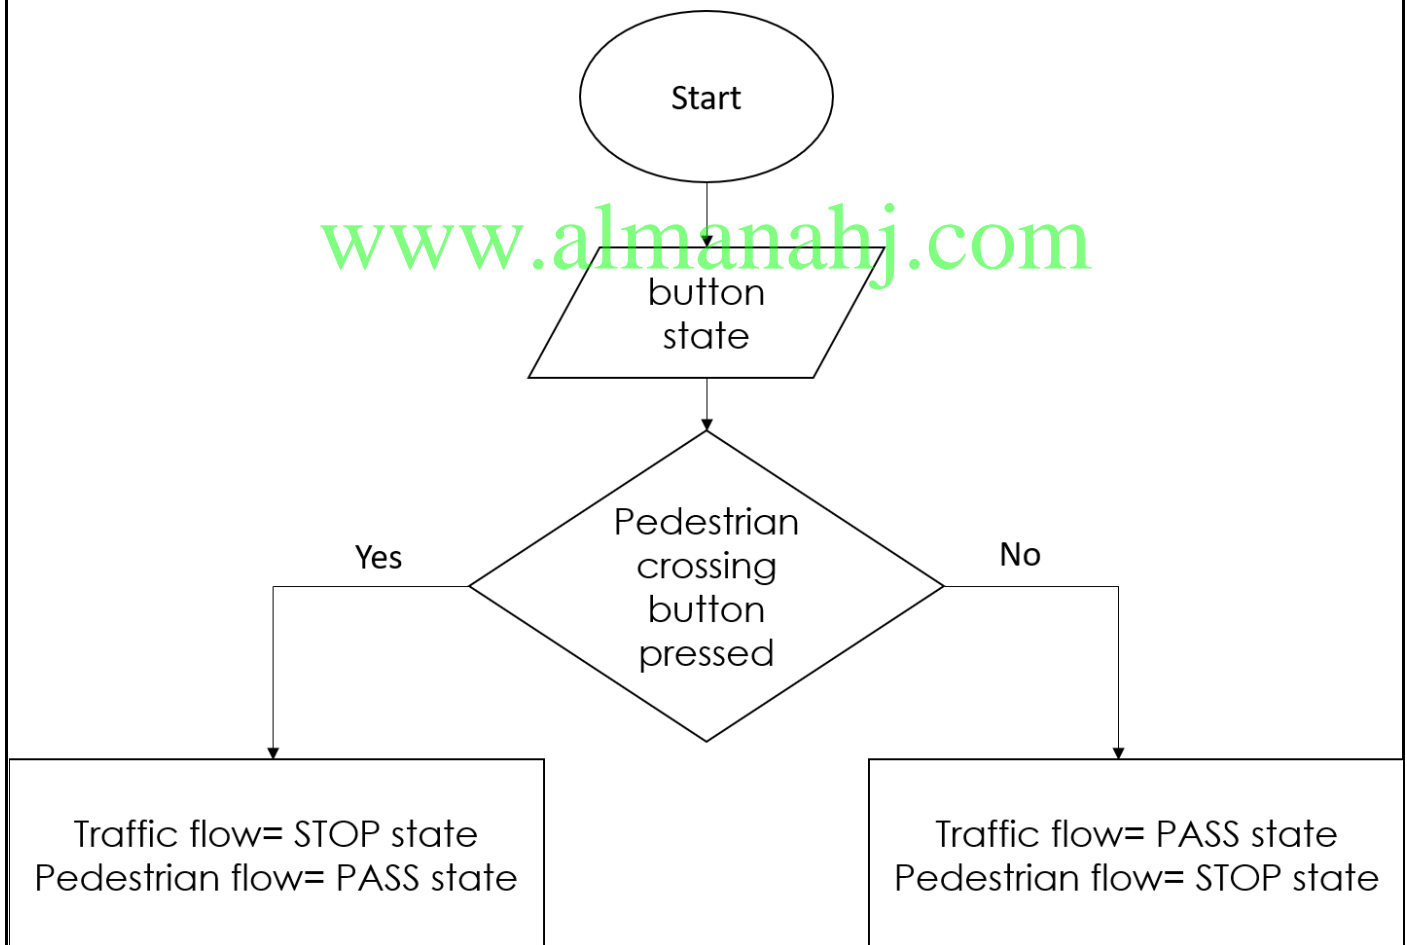 Start
www.almanahj.com
button
state
Pedestrian
crossing
button
pressed
Yes
No
Traffic flow= STOP state
Pedestrian flow= PASS state
Traffic flow= PASS state
Pedestrian flow= STOP state